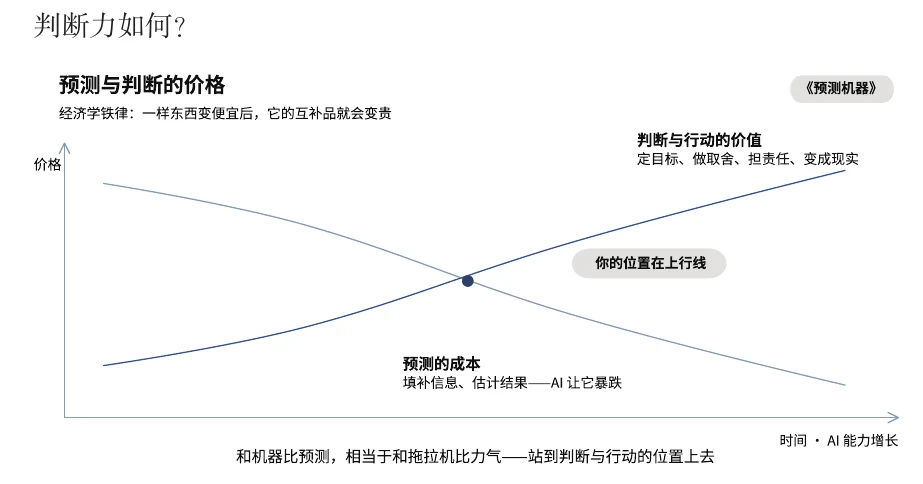 判断力如何？
预测与判断的价格
《预测机器》
经济学铁律：一样东西变便宜后，它的互补品就会变贵
判断与行动的价值
价格
定目标、做取舍、担责任、变成现实
你的位置在上行线
预测的成本
填补信息、估计结果——AI 让它暴跌
时间 · AI 能力增长
和机器比预测，相当于和拖拉机比力气——站到判断与行动的位置上去